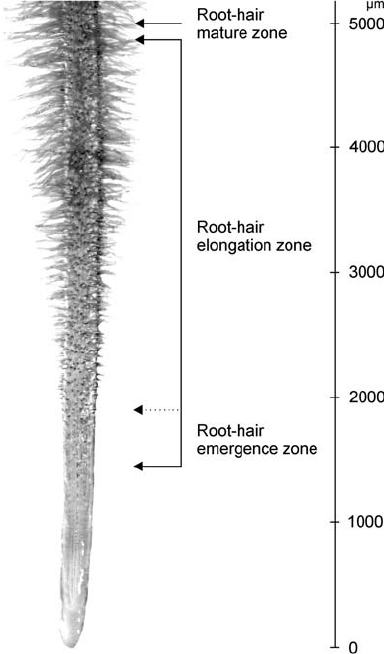 μm
Root-hair
mature zone
5000
4000
Root-hair
elongation zone
3000
2000
Root-hair
emergence zone
1000
0